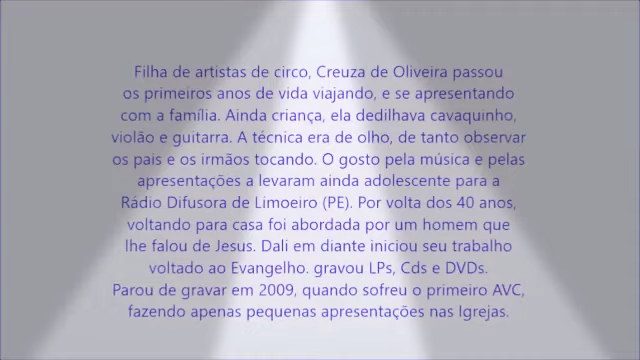 Filha de artistas de circo, Creuza de Oliveira passou
os primeiros anos de vida viajando, e se apresentando
com a família. Ainda criança, ela dedilhava cavaquinho,
violão e guitarra. A técnica era de olho, de tanto observar
os pais e os irmãos tocando. O gosto pela música e pelas
apresentações a levaram ainda adolescente para a
Rádio Difusora de Limoeiro (PE). Por volta dos 40 anos,
voltando para casa foi abordada por um homem que
lhe falou de Jesus. Dali em diante iniciou seu trabalho
voltado ao Evangelho. gravou LPs, Cds e DVDs.
Parou de gravar em 2009, quando sofreu o primeiro AVC,
fazendo apenas pequenas apresentações nas Igrejas.